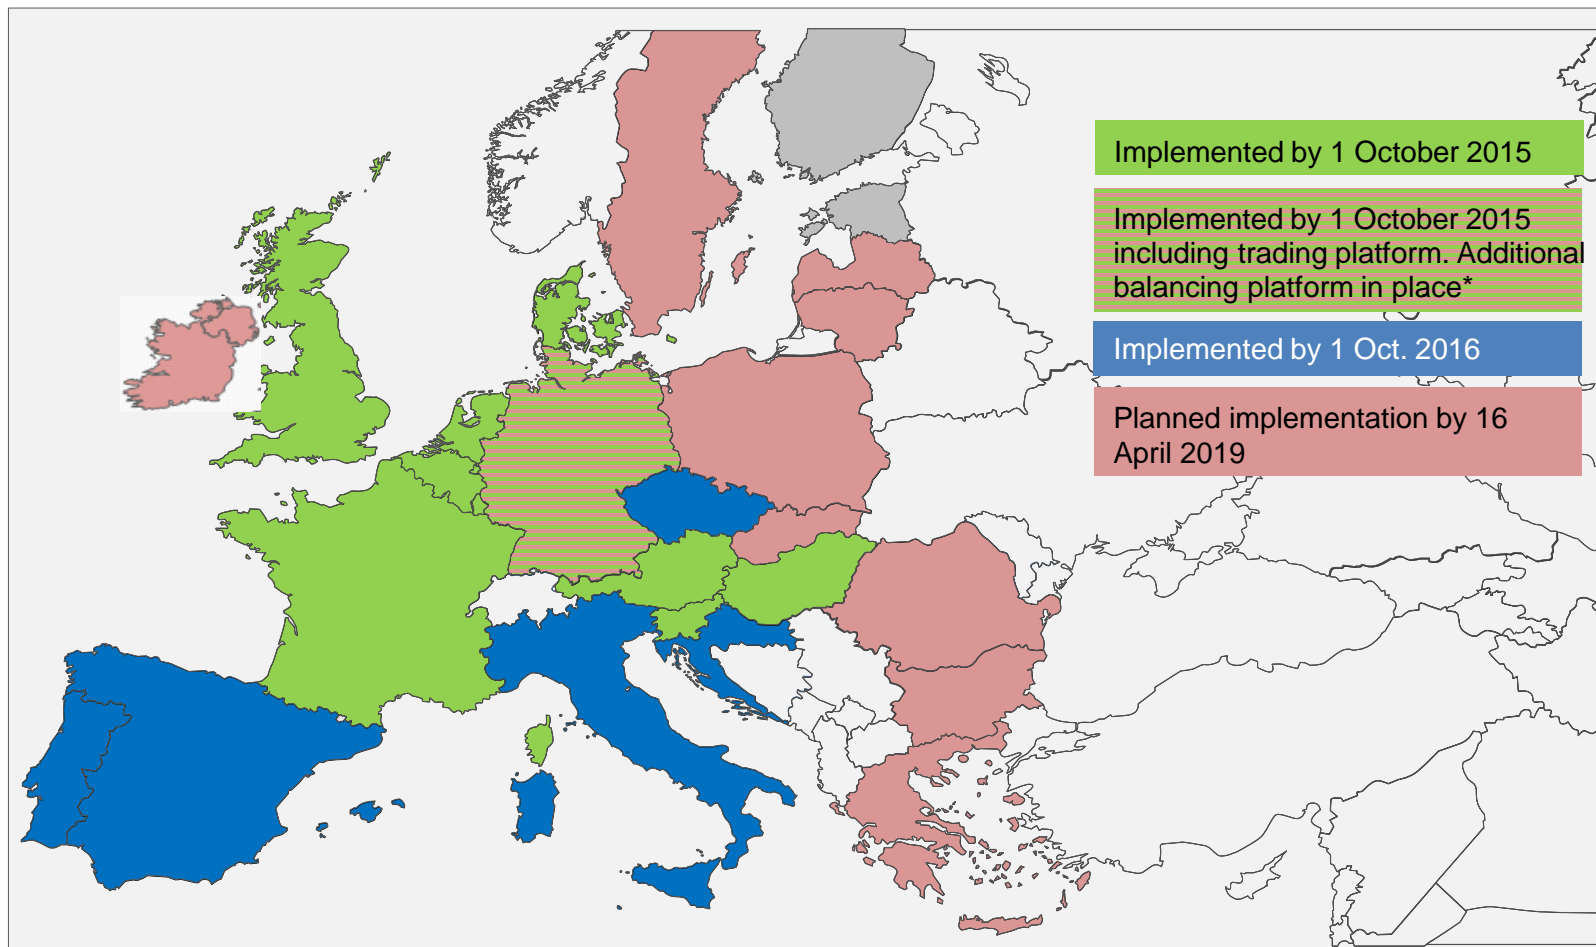 Implemented by 1 October 2015
Implemented by 1 October 2015
including trading platform. Additional
balancing platform in place*
Implemented by 1 Oct. 2016
Planned implementation by 16
April 2019